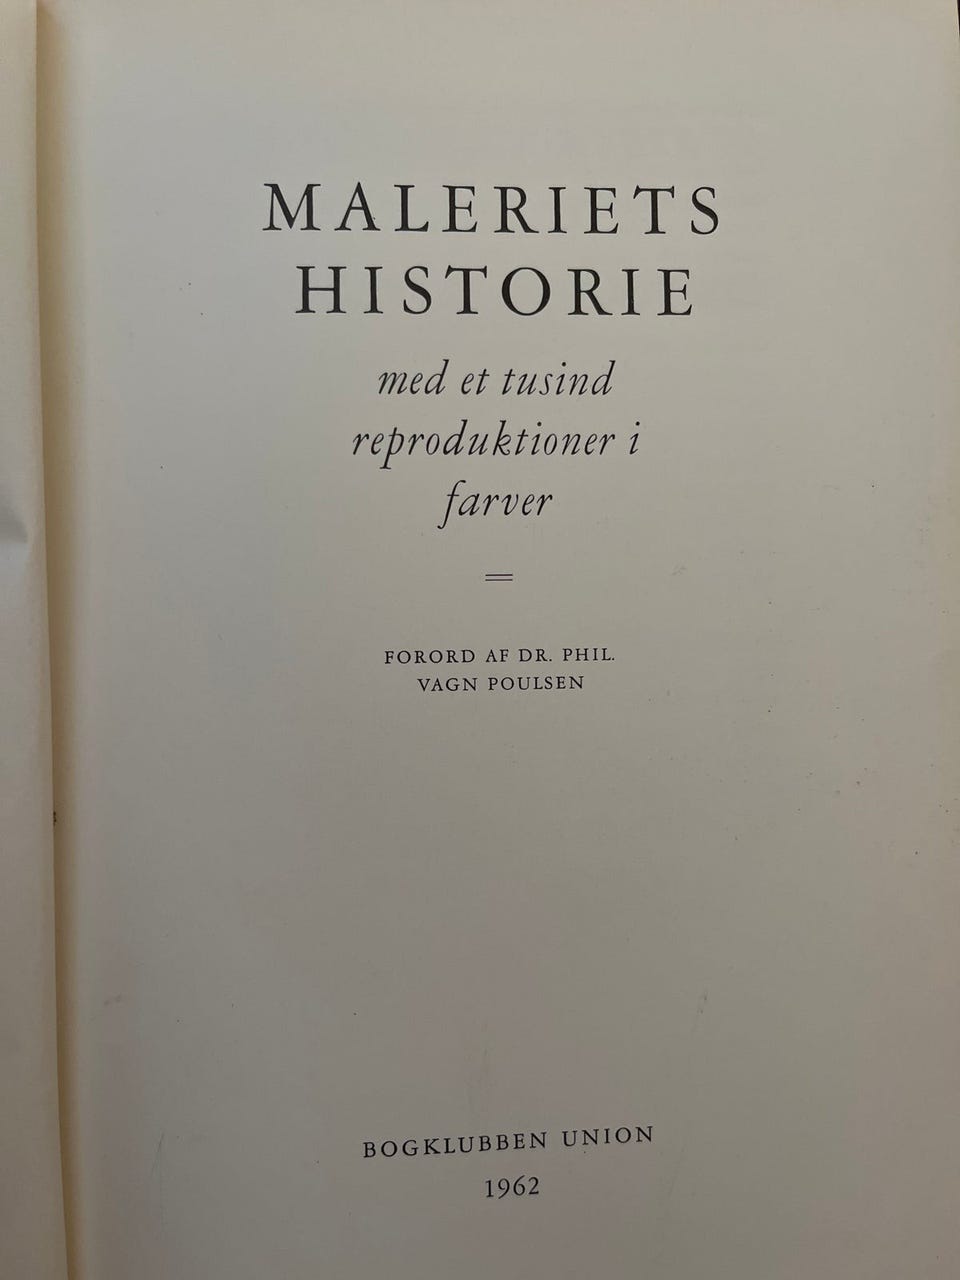 MALERIETS
HISTORIE
med et tusind
reproduktioner i
farver
FORORD AF DR. PHIL.
VAGN POULSEN
BOGKLUBBEN UNION
1962